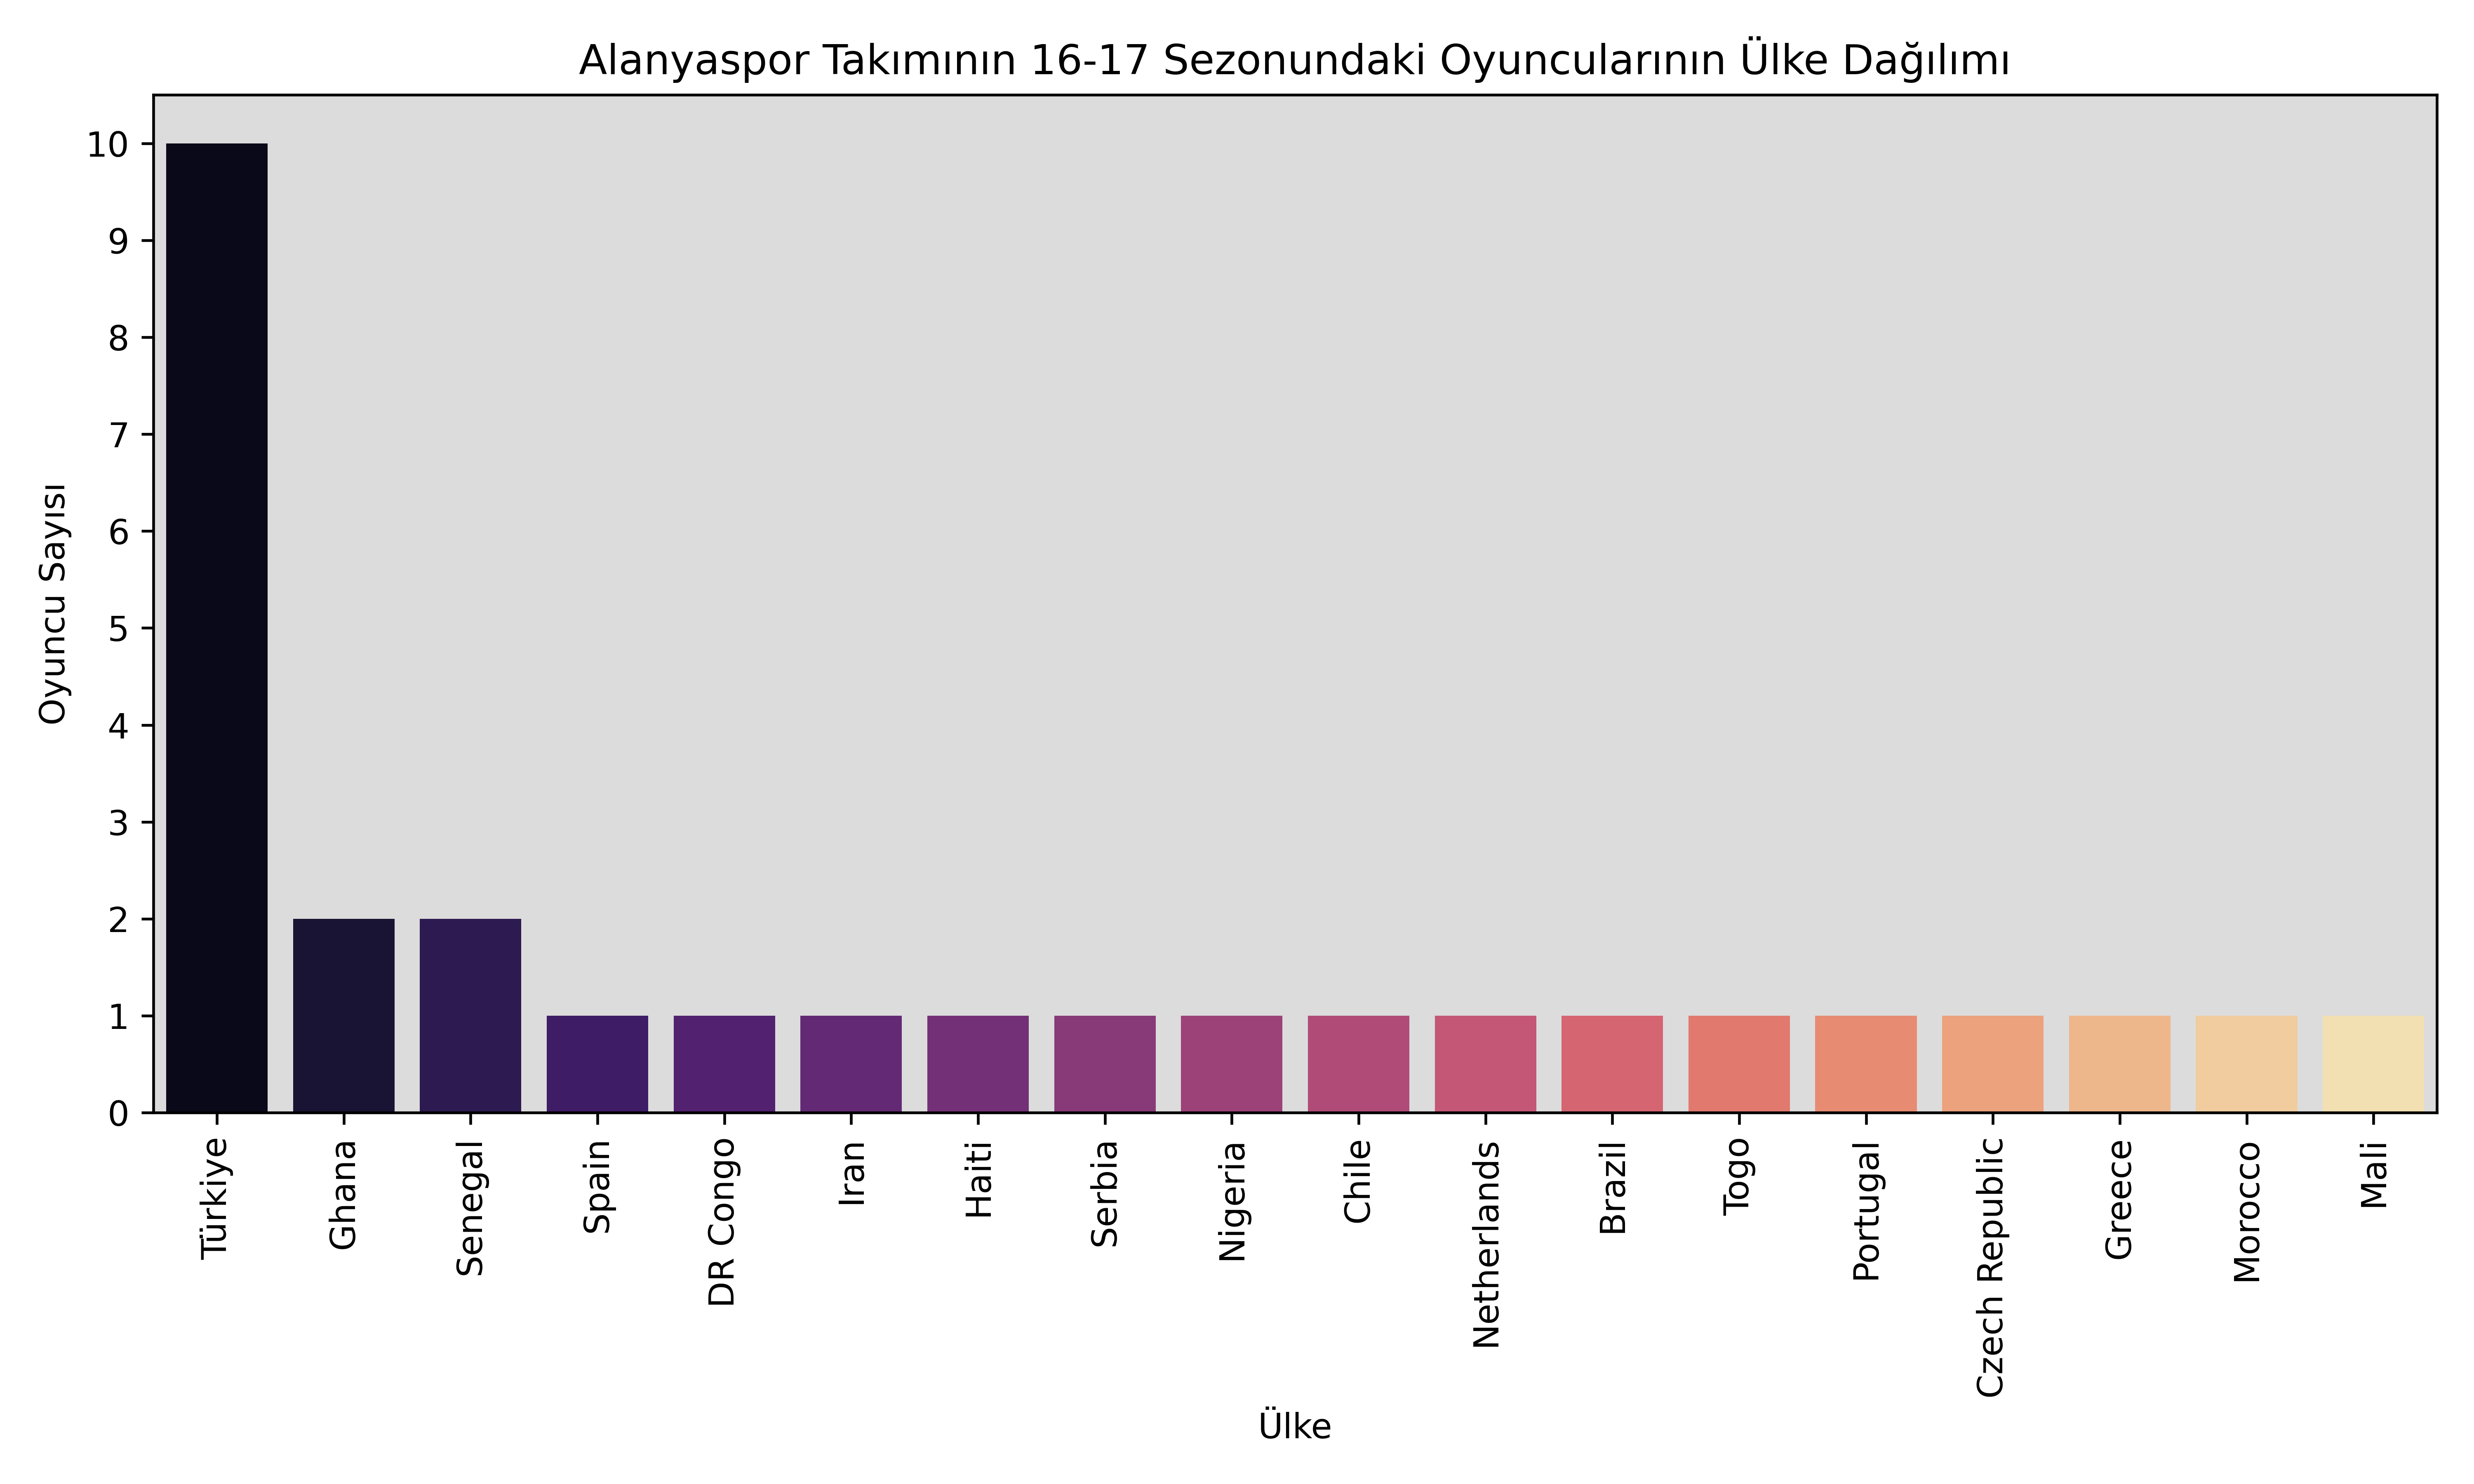 Alanyaspor Takımının 16-17 Sezonundaki Oyuncularının Ülke Dağılımı
Oyuncu Sayısı
10
9
8
7
6
5
4
3
2
1
0
Türkiye
Ghana
Senegal
Spain
DR Congo
Iran
Haiti
Serbia
Nigeria
Chile
Netherlands
Brazil
Togo
Portugal
Czech Republic
Greece
Morocco
Mali
Ülke